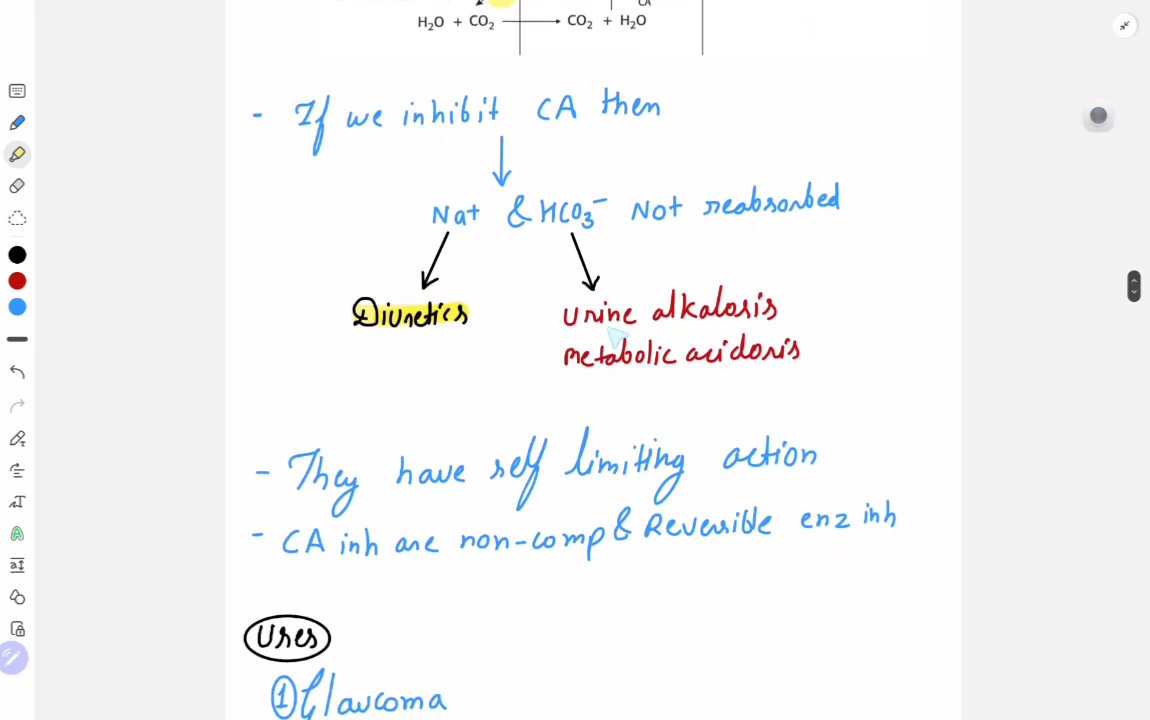 H₂O + CO₂ → CO₂ + H₂O
CA
- If we inhibit CA then
↓
Na+ & HCO₃⁻ Not reabsorbed
Diuretics
Urine alkalosis
metabolic acidosis
- They have self limiting action
- CA inh are non-comp & Reversible enz inh
Uses
① Glaucoma